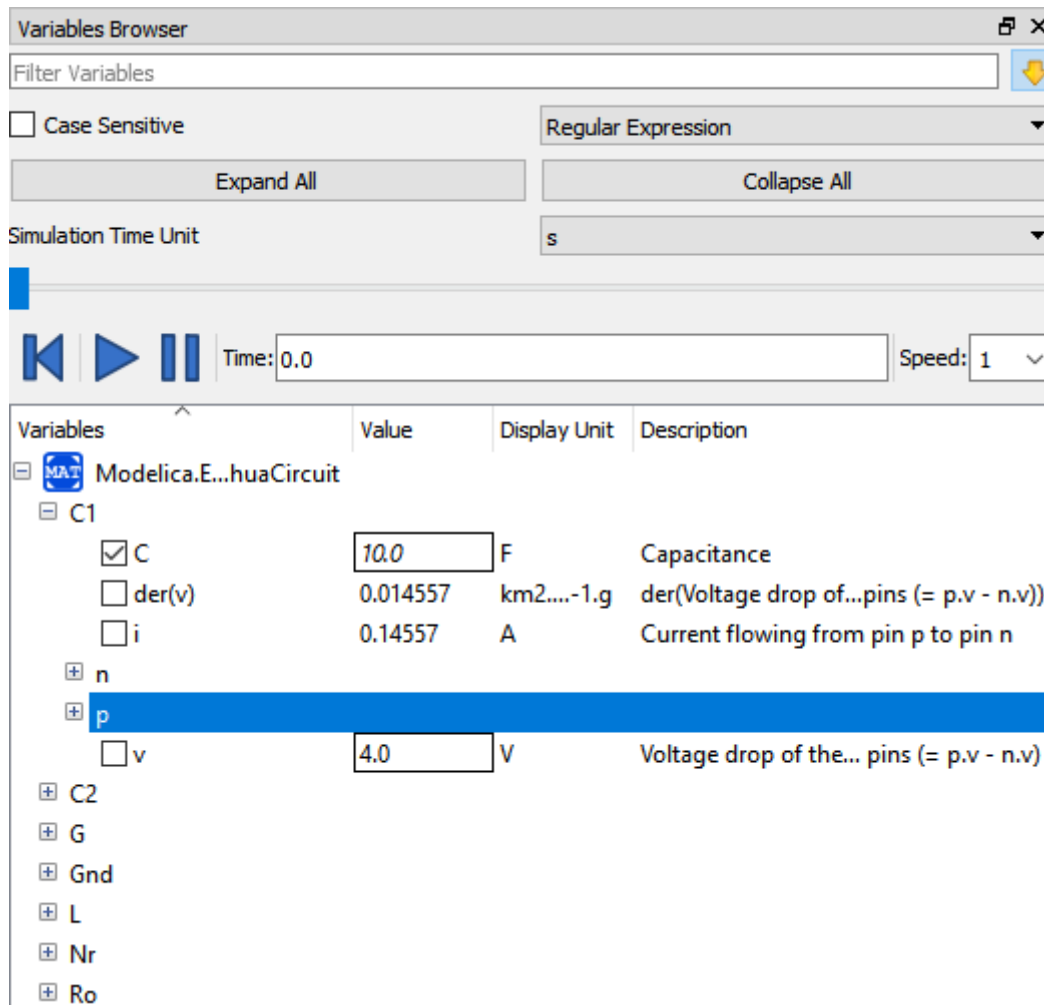 Variables Browser
Filter Variables
Case Sensitive Regular Expression
Expand All Collapse All
Simulation Time Unit s
Time: 0.0 Speed: 1
Variables Value Display Unit Description
MAT Modelica.E...huaCircuit
C1
C 10.0 F Capacitance
der(v) 0.014557 km2....-1.g der(Voltage drop of...pins (= p.v - n.v))
i 0.14557 A Current flowing from pin p to pin n
n
p
v 4.0 V Voltage drop of the... pins (= p.v - n.v)
C2
G
Gnd
L
Nr
Ro